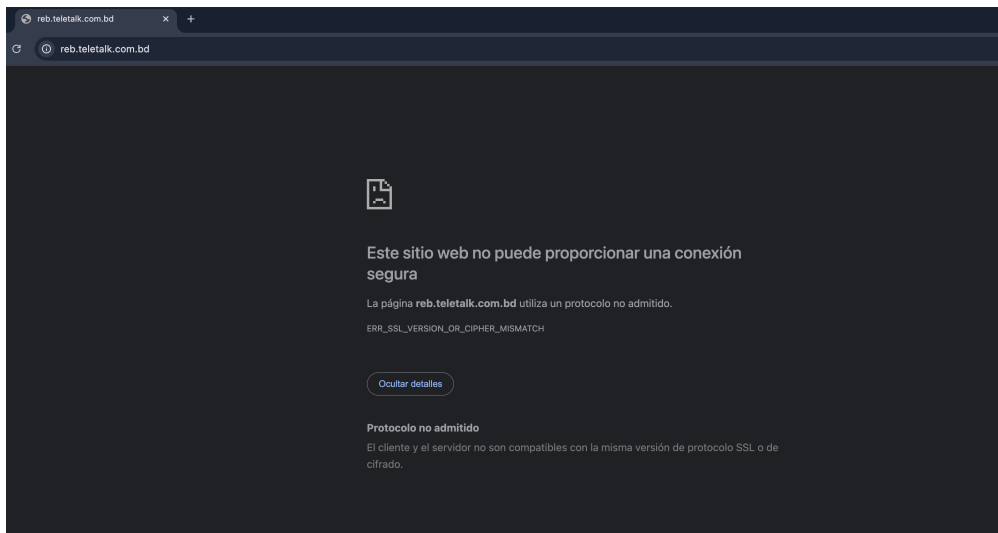 reb.teletalk.com.bd
reb.teletalk.com.bd
Este sitio web no puede proporcionar una conexión
segura
La página reb.teletalk.com.bd utiliza un protocolo no admitido.
ERR_SSL_VERSION_OR_CIPHER_MISMATCH
Ocultar detalles
Protocolo no admitido
El cliente y el servidor no son compatibles con la misma versión de protocolo SSL o de
cifrado.